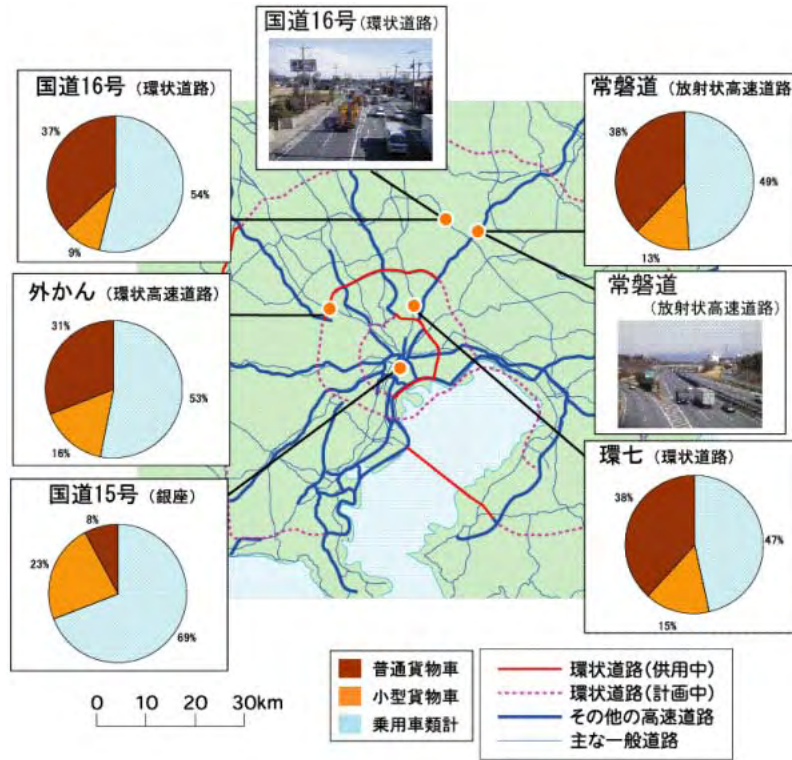 国道16号(環状道路)
国道16号(環状道路)
37%
54%
9%
常磐道(放射状高速道路
38%
49%
13%
外かん(環状高速道路)
31%
53%
16%
常磐道
(放射状高速道路)
国道15号(銀座)
8%
23%
69%
環七(環状道路)
38%
47%
15%
0 10 20 30km
普通貨物車
小型貨物車
乗用車類計
環状道路(供用中)
環状道路(計画中)
その他の高速道路
主な一般道路